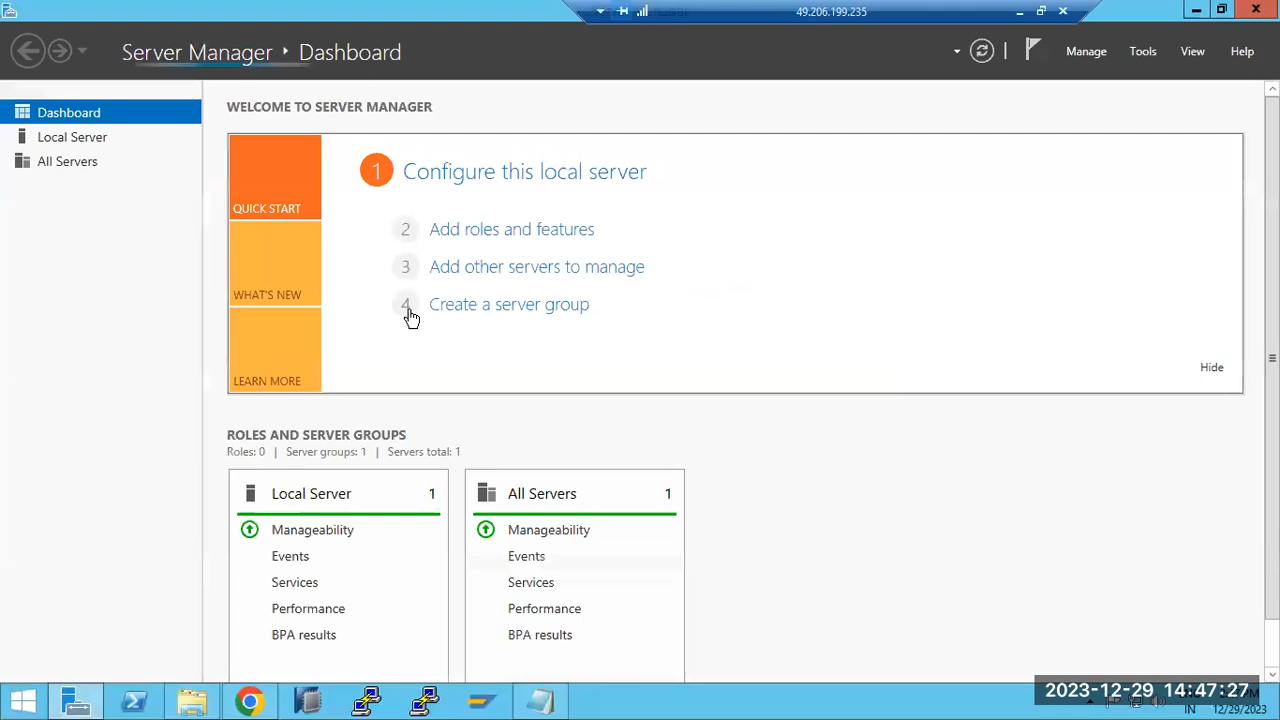 49.206.199.235
Server Manager ‣ Dashboard
Manage Tools View Help
Dashboard
Local Server
All Servers
WELCOME TO SERVER MANAGER
QUICK START
WHAT'S NEW
LEARN MORE
1 Configure this local server
2 Add roles and features
3 Add other servers to manage
4 Create a server group
Hide
ROLES AND SERVER GROUPS
Roles: 0 | Server groups: 1 | Servers total: 1
Local Server 1
Manageability
Events
Services
Performance
BPA results
All Servers 1
Manageability
Events
Services
Performance
BPA results
2023-12-29 14:47:27
IN 12/29/2023